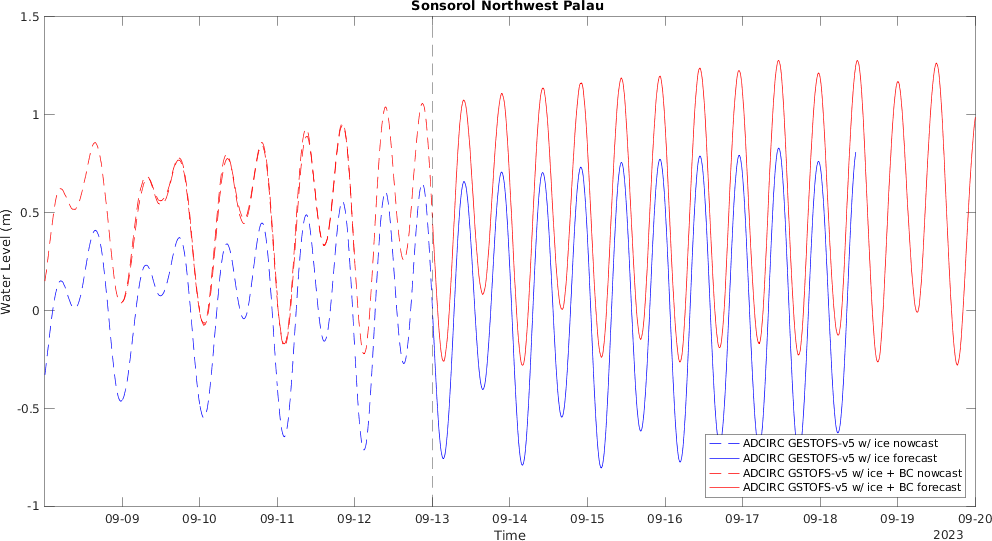 Sonsorol Northwest Palau
1.5
1
0.5
0
-0.5
-1
Water Level (m)
ADCIRC GESTOFS-v5 w/ ice nowcast
ADCIRC GESTOFS-v5 w/ ice forecast
ADCIRC GSTOFS-v5 w/ ice + BC nowcast
ADCIRC GSTOFS-v5 w/ ice + BC forecast
09-09 09-10 09-11 09-12 09-13 09-14 09-15 09-16 09-17 09-18 09-19 09-20
Time
2023